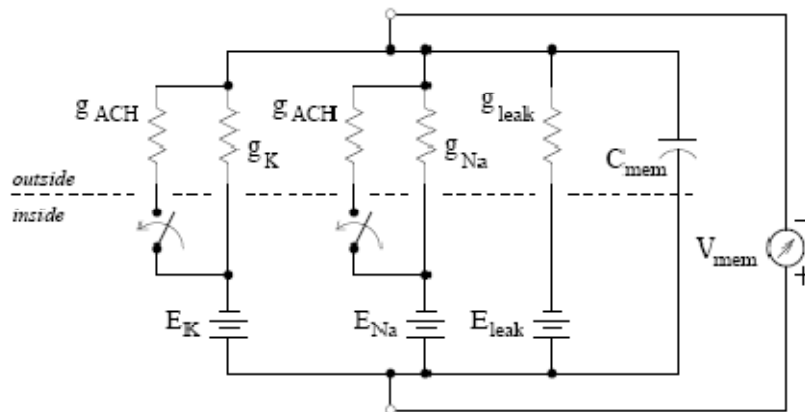 g ACH
g K
g ACH
g Na
g leak
C mem
outside
inside
V mem
−
+
E K
E Na
E leak